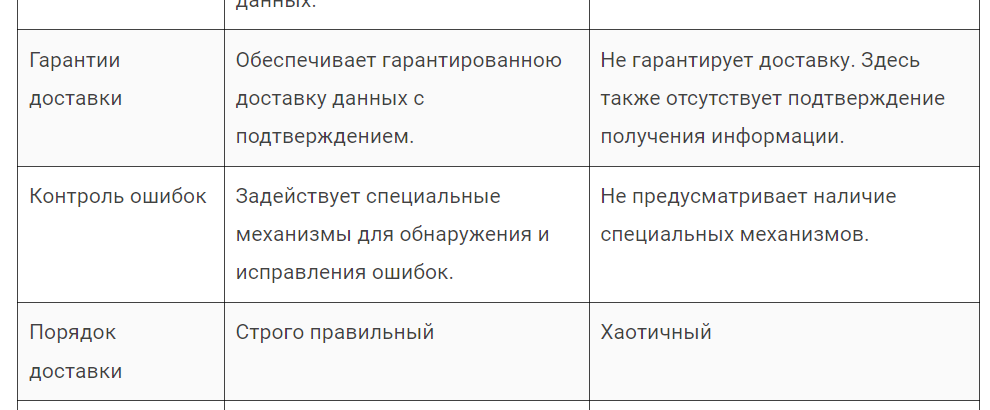 данных.
Гарантии
доставки
Обеспечивает гарантированною
доставку данных с
подтверждением.
Не гарантирует доставку. Здесь
также отсутствует подтверждение
получения информации.
Контроль ошибок
Задействует специальные
механизмы для обнаружения и
исправления ошибок.
Не предусматривает наличие
специальных механизмов.
Порядок
доставки
Строго правильный
Хаотичный